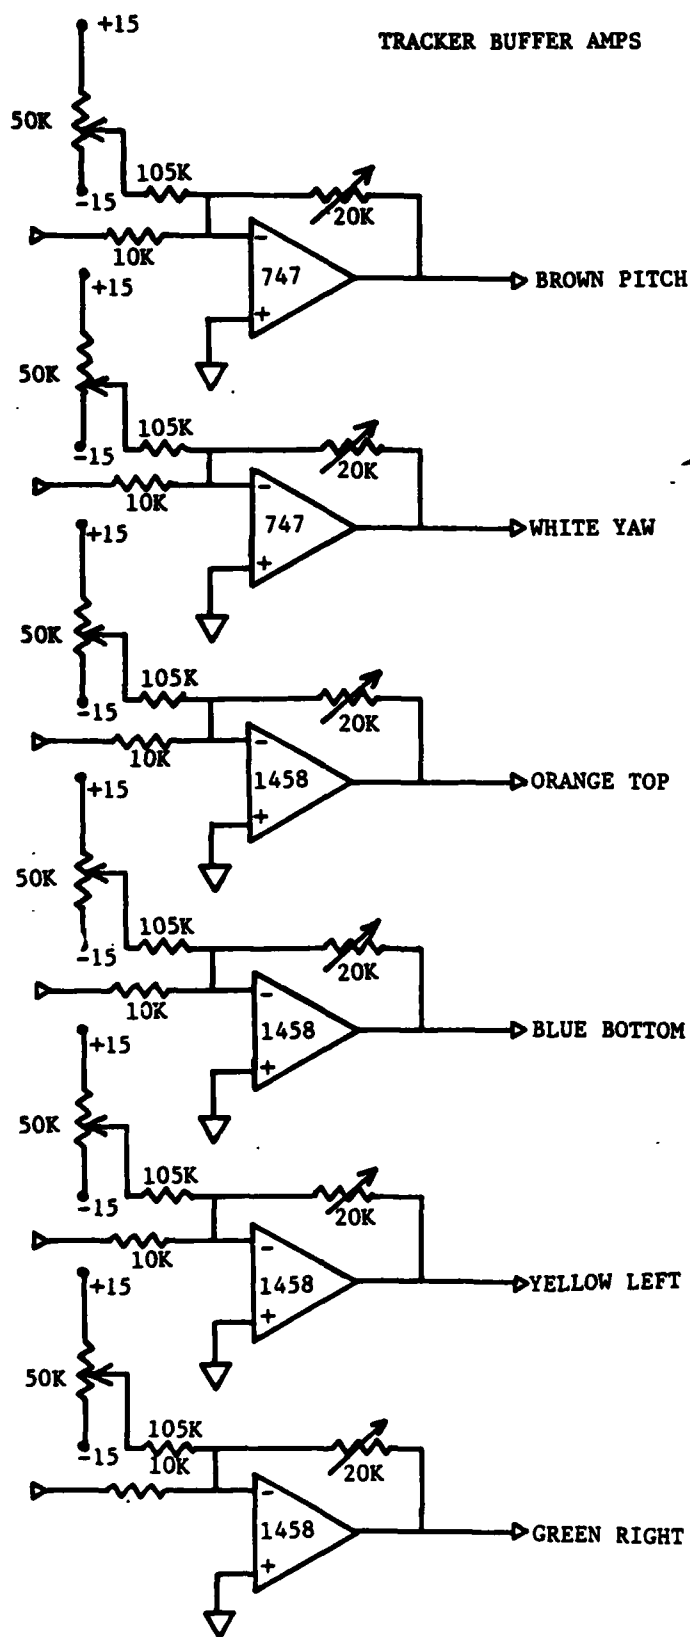 +15
TRACKER BUFFER AMPS
50K
105K
-15
20K
10K
-
747
+
BROWN PITCH
+15
50K
105K
-15
20K
10K
-
747
+
WHITE YAW
+15
50K
105K
-15
20K
10K
-
1458
+
ORANGE TOP
+15
50K
105K
-15
20K
10K
-
1458
+
BLUE BOTTOM
+15
50K
105K
-15
20K
10K
-
1458
+
YELLOW LEFT
+15
50K
105K
-15
10K
20K
-
1458
+
GREEN RIGHT